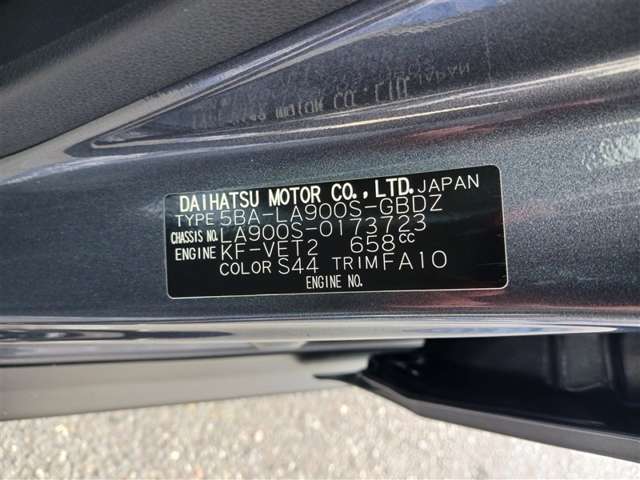 DAIHATSU MOTOR CO., LTD. JAPAN
TYPE 5BA-LA900S-GBDZ
CHASSIS NO. LA900S-0173723
ENGINE KF-VET2 658CC
COLOR S44 TRIM FA10
ENGINE NO.